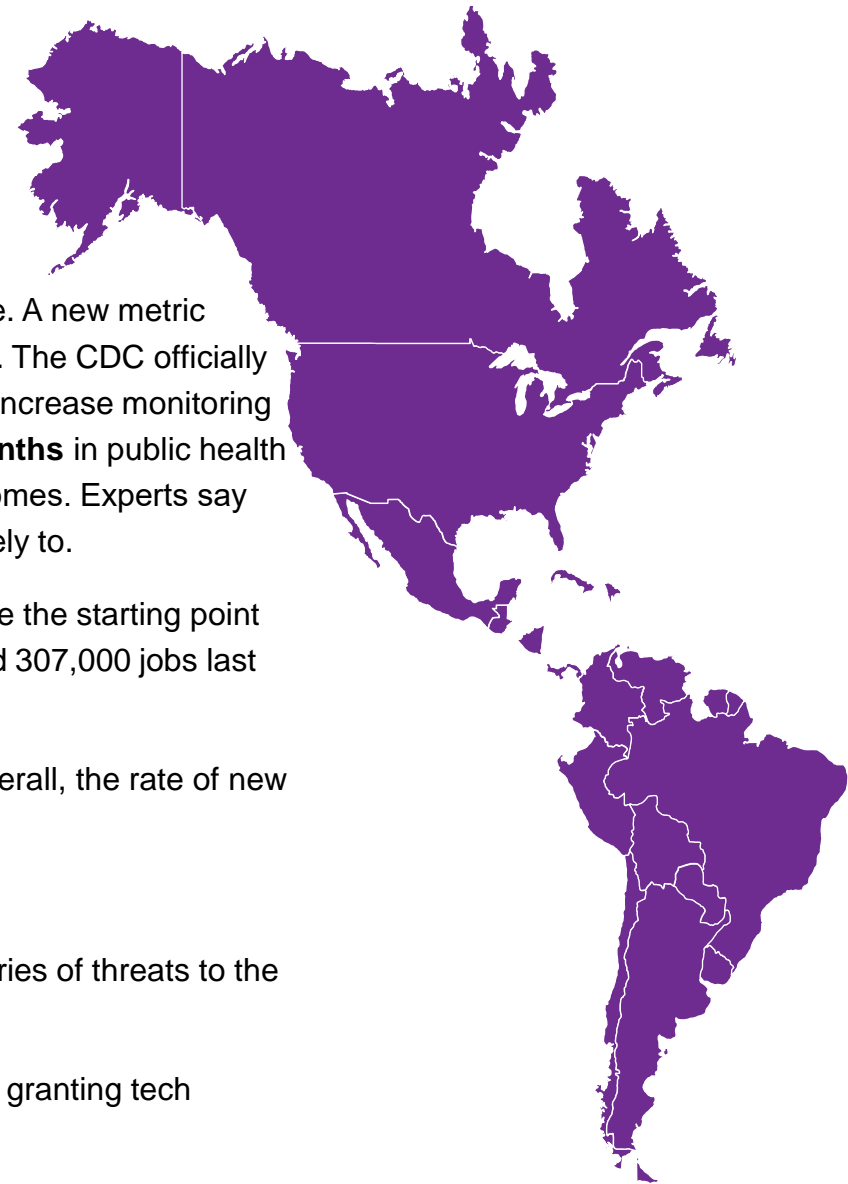 e. A new metric
. The CDC officially
increase monitoring
nths in public health
omes. Experts say
ely to.
e the starting point
d 307,000 jobs last
erall, the rate of new
ries of threats to the
granting tech